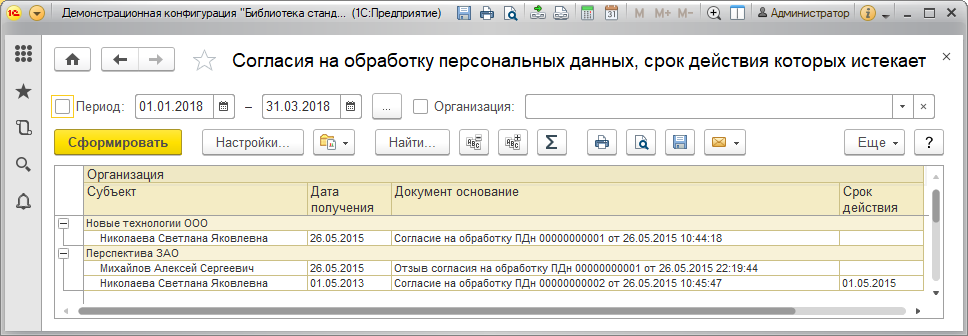 Демонстрационная конфигурация "Библиотека станд... (1С:Предприятие)
M M+ M- Администратор
Согласия на обработку персональных данных, срок действия которых истекает
Период: 01.01.2018 – 31.03.2018 ... Организация:
Сформировать Настройки... Найти... Еще ?
Организация
Субъект Дата получения Документ основание Срок действия
Новые технологии ООО
Николаева Светлана Яковлевна 26.05.2015 Согласие на обработку ПДн 00000000001 от 26.05.2015 10:44:18
Перспектива ЗАО
Михайлов Алексей Сергеевич 26.05.2015 Отзыв согласия на обработку ПДн 00000000001 от 26.05.2015 22:19:44
Николаева Светлана Яковлевна 01.05.2013 Согласие на обработку ПДн 00000000002 от 26.05.2015 10:45:47 01.05.2015